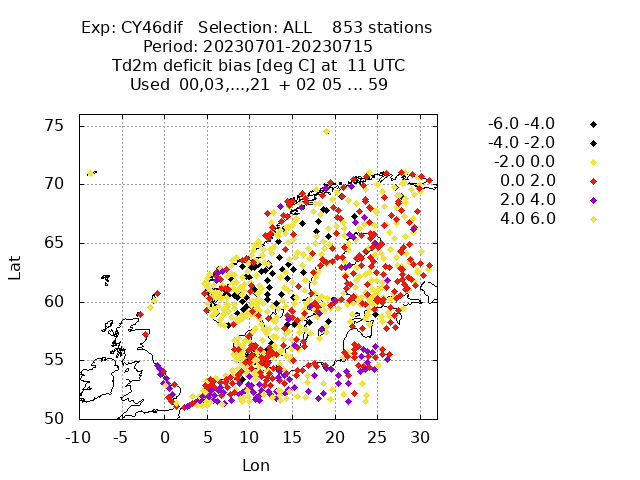 Exp: CY46dif   Selection: ALL    853 stations
Period: 20230701-20230715
Td2m deficit bias [deg C] at  11 UTC
Used  00,03,...,21  + 02 05 ... 59
75
70
65
60
55
50
Lat
-10 -5 0 5 10 15 20 25 30
Lon
-6.0 -4.0
-4.0 -2.0
-2.0 0.0
0.0 2.0
2.0 4.0
4.0 6.0